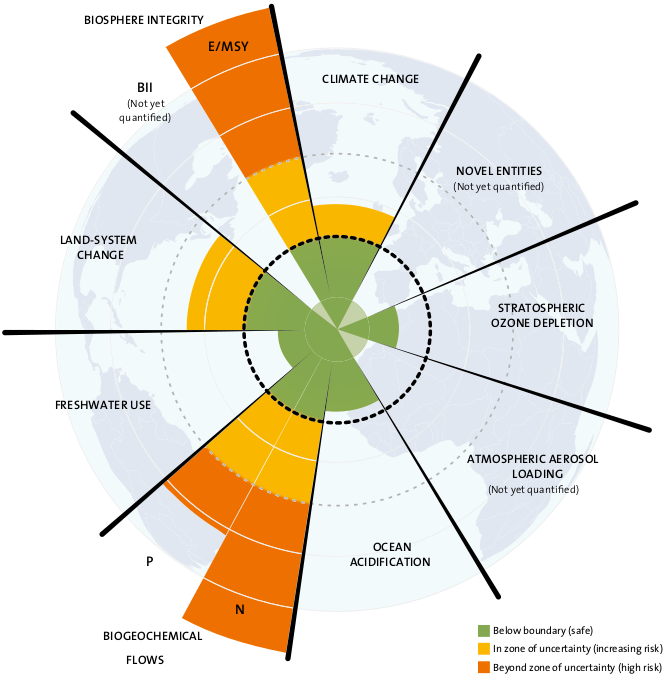 BIOSPHERE INTEGRITY
E/MSY
BII
(Not yet
quantified)
CLIMATE CHANGE
NOVEL ENTITIES
(Not yet quantified)
LAND-SYSTEM
CHANGE
STRATOSPHERIC
OZONE DEPLETION
FRESHWATER USE
ATMOSPHERIC AEROSOL
LOADING
(Not yet quantified)
OCEAN
ACIDIFICATION
P
N
BIOGEOCHEMICAL
FLOWS
Below boundary (safe)
In zone of uncertainty (increasing risk)
Beyond zone of uncertainty (high risk)